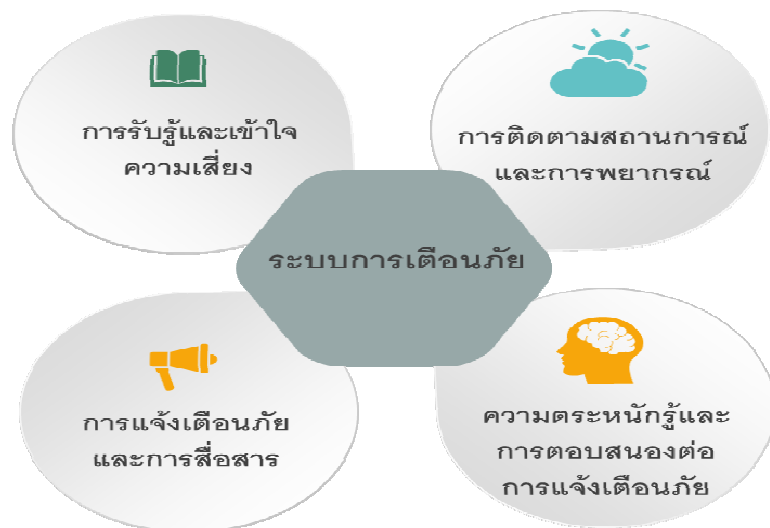 การรับรู้และเข้าใจ
ความเสี่ยง
การติดตามสถานการณ์
และการพยากรณ์
ระบบการเตือนภัย
การแจ้งเตือนภัย
และการสื่อสาร
ความตระหนักรู้และ
การตอบสนองต่อ
การแจ้งเตือนภัย